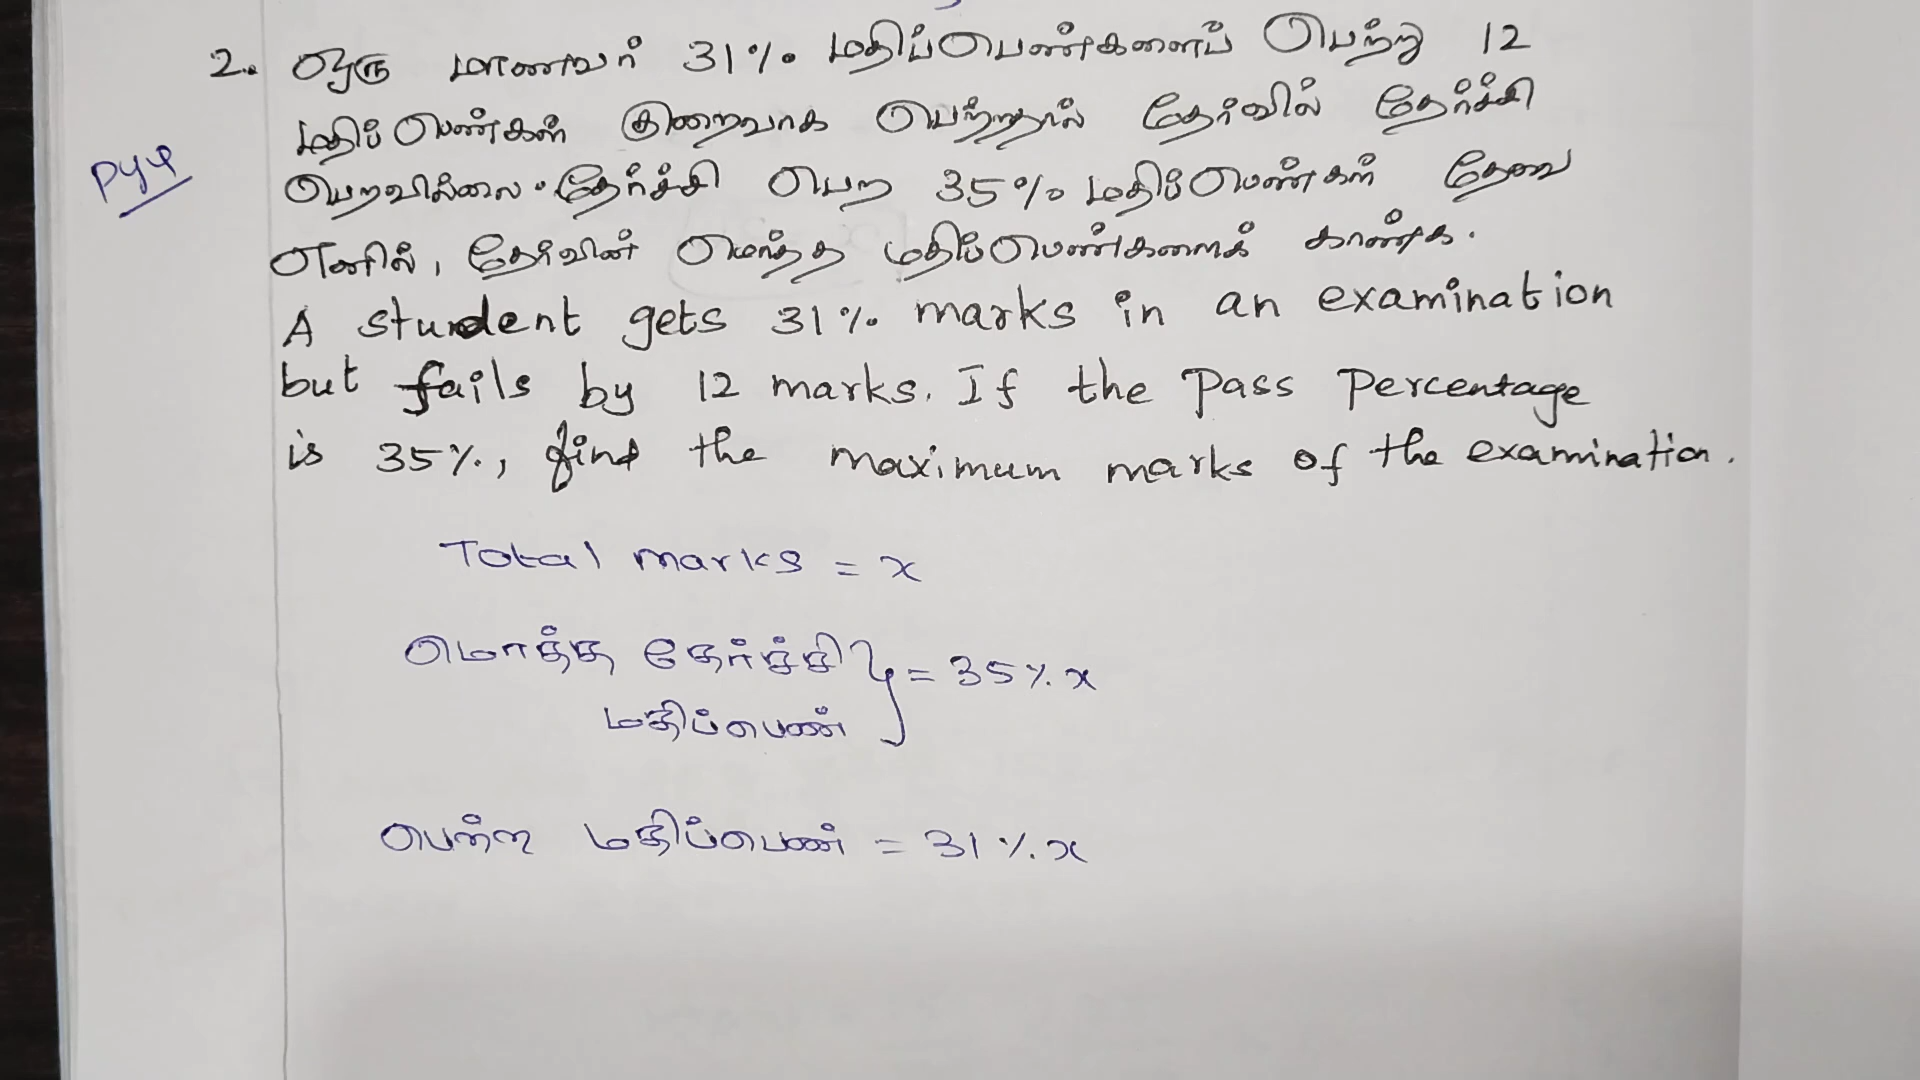 2. ஒரு மாணவர் 31% மதிப்பெண்களைப் பெற்று 12
மதிப்பெண்கள் குறைவாக பெற்றதால் தேர்வில் தேர்ச்சி
PYQ
பெறவில்லை. தேர்ச்சி பெற 35% மதிப்பெண்கள் தேவை
எனில், தேர்வின் மொத்த மதிப்பெண்களைக் காண்க.
A student gets 31% marks in an examination
but fails by 12 marks. If the pass percentage
is 35%, find the maximum marks of the examination.
Total marks = x
மொத்த தேர்ச்சி } = 35% x
மதிப்பெண்
பெற்ற மதிப்பெண் = 31% x